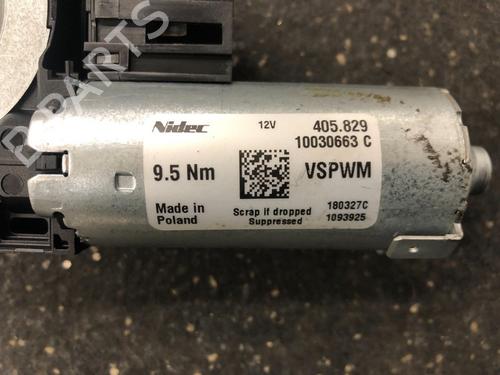 B-PARTS
Nidec 12V 405.829
10030663 C
9.5 Nm VSPWM
Made in Poland
Scrap if dropped
Suppressed
180327C
1093925